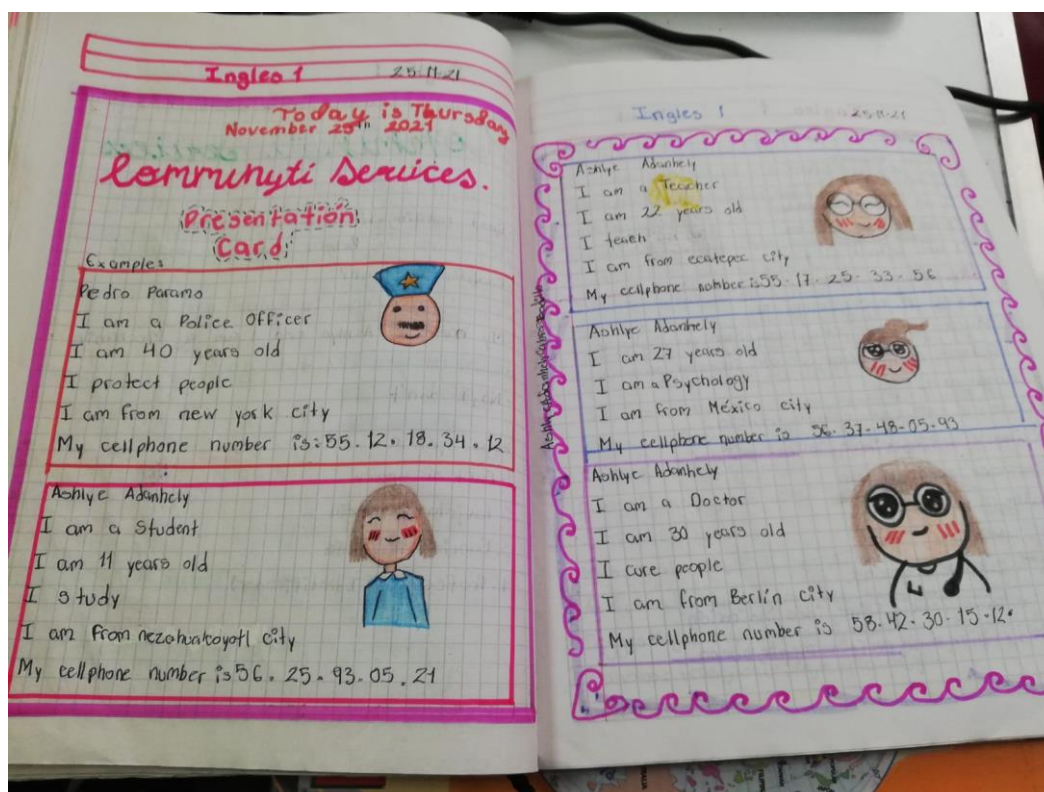 Ingles 1 25-11-21
Today is Thursday
November 25th 2021
Communyti Services.
Presentation
Card
Examples
Pedro Paramo
I am a Police Officer
I am 40 years old
I protect people
I am from new york city
My cellphone number is: 55. 12. 18. 34. 12
Ashlye Adanhely
I am a Student
I am 11 years old
I study
I am from nezahualcoyotl city
My cellphone number is 56. 25. 93. 05. 21
Ingles 1 25-11-21
Ashlye Adanhely
I am a Teacher
I am 22 years old
I teach
I am from ecatepec city
My cellphone nomber is 55-17-25-33-56
Ashlye Adanhely
I am 27 years old
I am a Psychology
I am from México city
My cellphone number is 56-37-48-05-93
Ashlye Adanhely
I am a Doctor
I am 30 years old
I cure people
I am from Berlín city
My cellphone number is 58-42-30-15-12.